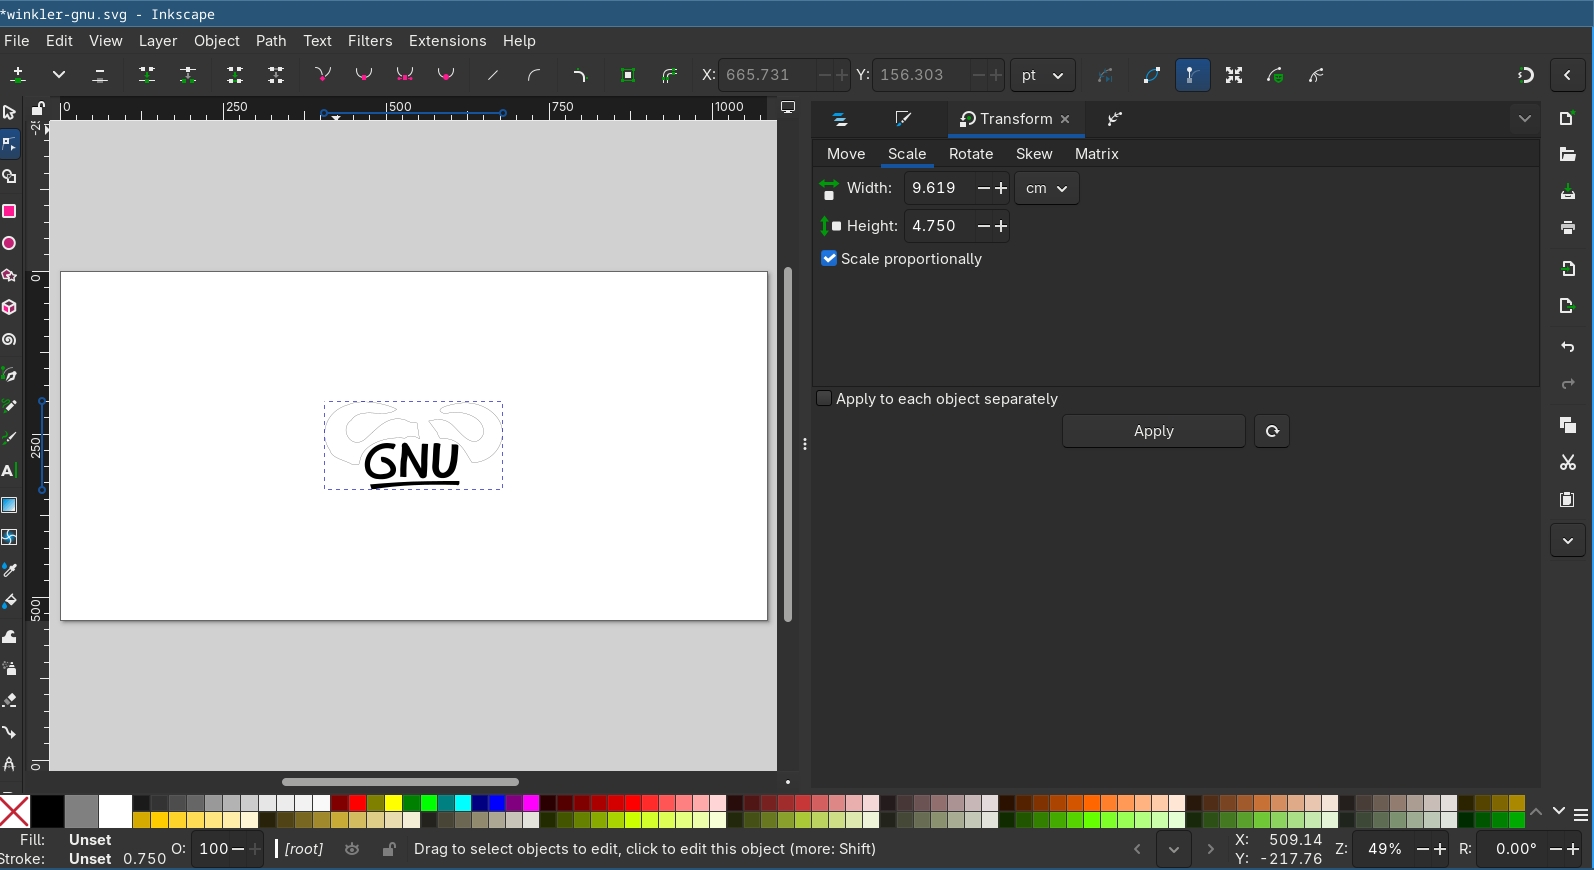 *winkler-gnu.svg - Inkscape
File Edit View Layer Object Path Text Filters Extensions Help
X: 665.731 Y: 156.303 pt
0 250 500 750 1000
Transform
Move Scale Rotate Skew Matrix
Width: 9.619 cm
Height: 4.750
Scale proportionally
0
Apply to each object separately
Apply
250
GNU
500
Fill: Unset
Stroke: Unset 0.750
O: 100
[root]
Drag to select objects to edit, click to edit this object (more: Shift)
X: 509.14
Y: -217.76
Z: 49%
R: 0.00°